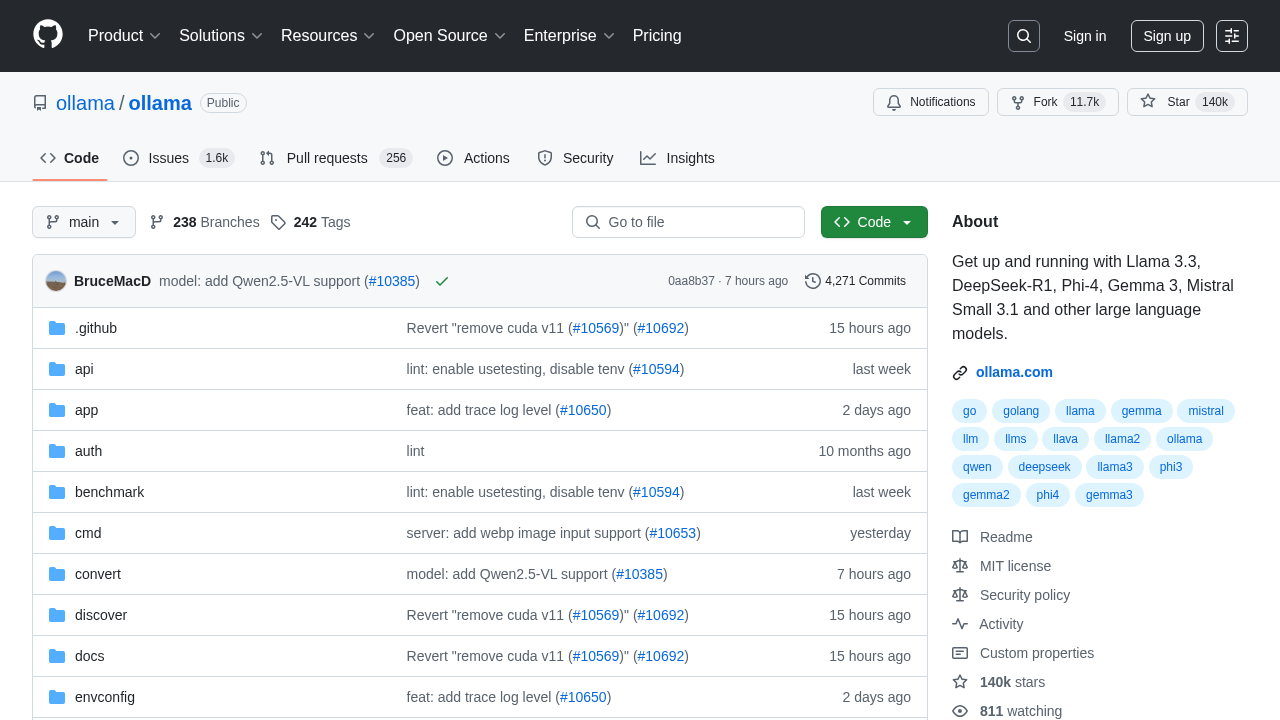 Product Solutions Resources Open Source Enterprise Pricing Sign in Sign up
ollama / ollama Public Notifications Fork 11.7k Star 140k
Code Issues 1.6k Pull requests 256 Actions Security Insights
main 238 Branches 242 Tags Go to file Code
BruceMacD model: add Qwen2.5-VL support (#10385) 0aa8b37 · 7 hours ago 4,271 Commits
.github Revert "remove cuda v11 (#10569)" (#10692) 15 hours ago
api lint: enable usetesting, disable tenv (#10594) last week
app feat: add trace log level (#10650) 2 days ago
auth lint 10 months ago
benchmark lint: enable usetesting, disable tenv (#10594) last week
cmd server: add webp image input support (#10653) yesterday
convert model: add Qwen2.5-VL support (#10385) 7 hours ago
discover Revert "remove cuda v11 (#10569)" (#10692) 15 hours ago
docs Revert "remove cuda v11 (#10569)" (#10692) 15 hours ago
envconfig feat: add trace log level (#10650) 2 days ago
About
Get up and running with Llama 3.3,
DeepSeek-R1, Phi-4, Gemma 3, Mistral
Small 3.1 and other large language
models.
ollama.com
go golang llama gemma mistral
llm llms llava llama2 ollama
qwen deepseek llama3 phi3
gemma2 phi4 gemma3
Readme
MIT license
Security policy
Activity
Custom properties
140k stars
811 watching